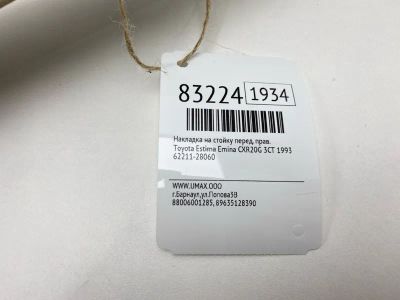 83224 1934
Накладка на стойку перед. прав.
Toyota Estima Emina CXR20G 3CT 1993
62211-28060
WWW.UMAX.OOO
г.Барнаул,ул.Попова5В
88006001285, 89635128390